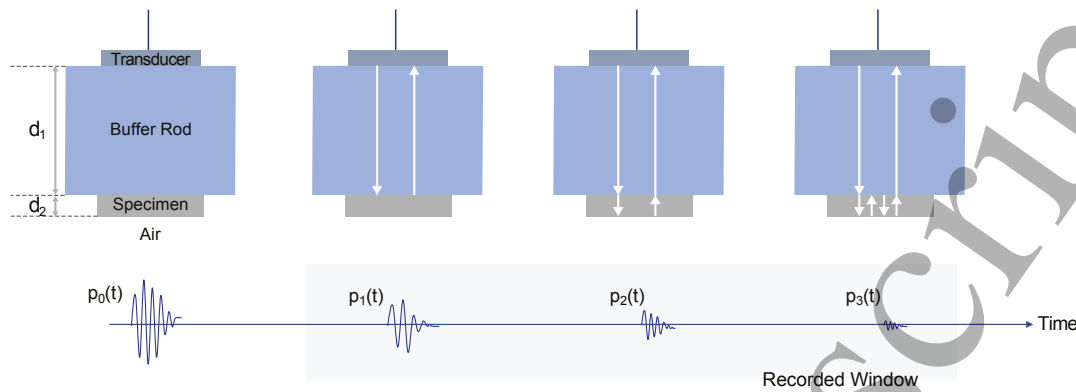 Transducer
d₁
Buffer Rod
d₂
Specimen
Air
p₀(t)
p₁(t)
p₂(t)
p₃(t)
Time
Recorded Window